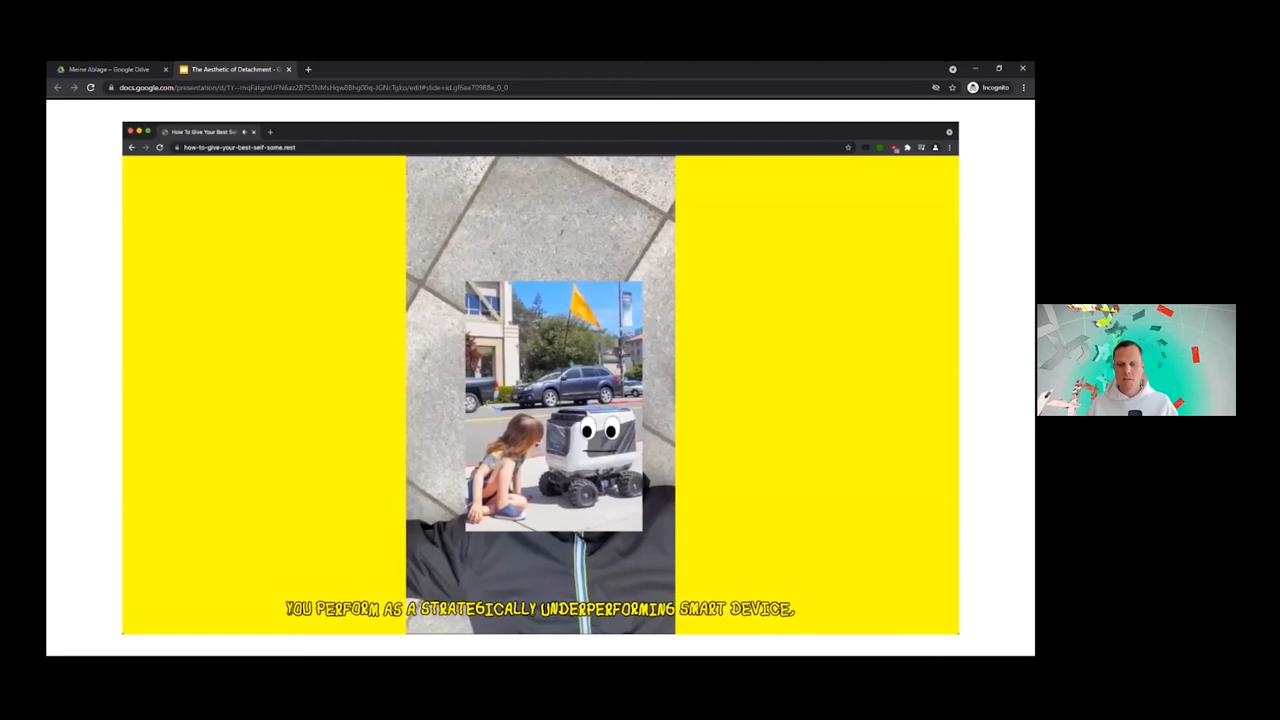 Meine Ablage – Google Drive
The Aesthetic of Detachment - G
Incognito
How To Give Your Best Sel
how-to-give-your-best-self-some.rest
YOU PERFORM AS A STRATEGICALLY UNDERPERFORMING SMART DEVICE,